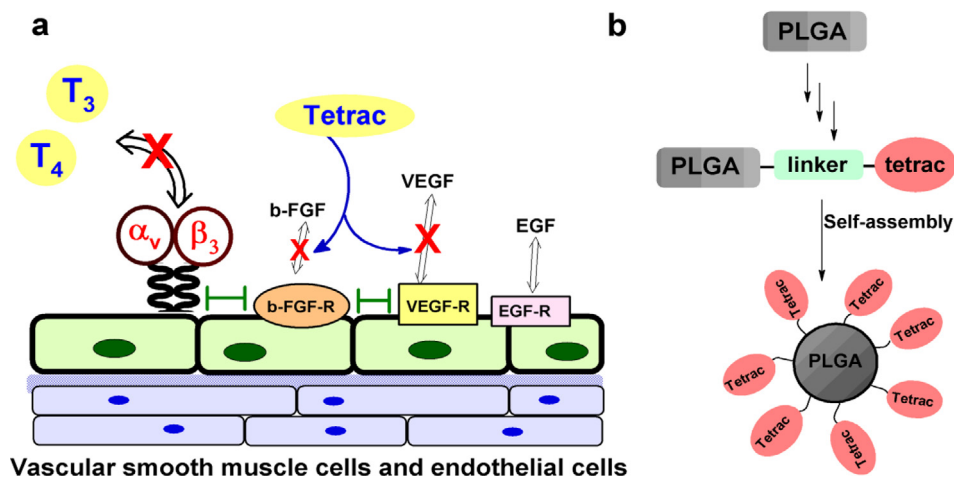 a
T3
T4
Tetrac
αv
β3
b-FGF
VEGF
EGF
X
X
X
b-FGF-R
VEGF-R
EGF-R
Vascular smooth muscle cells and endothelial cells
b
PLGA
PLGA
linker
tetrac
Self-assembly
Tetrac
Tetrac
Tetrac
Tetrac
Tetrac
Tetrac
Tetrac
PLGA